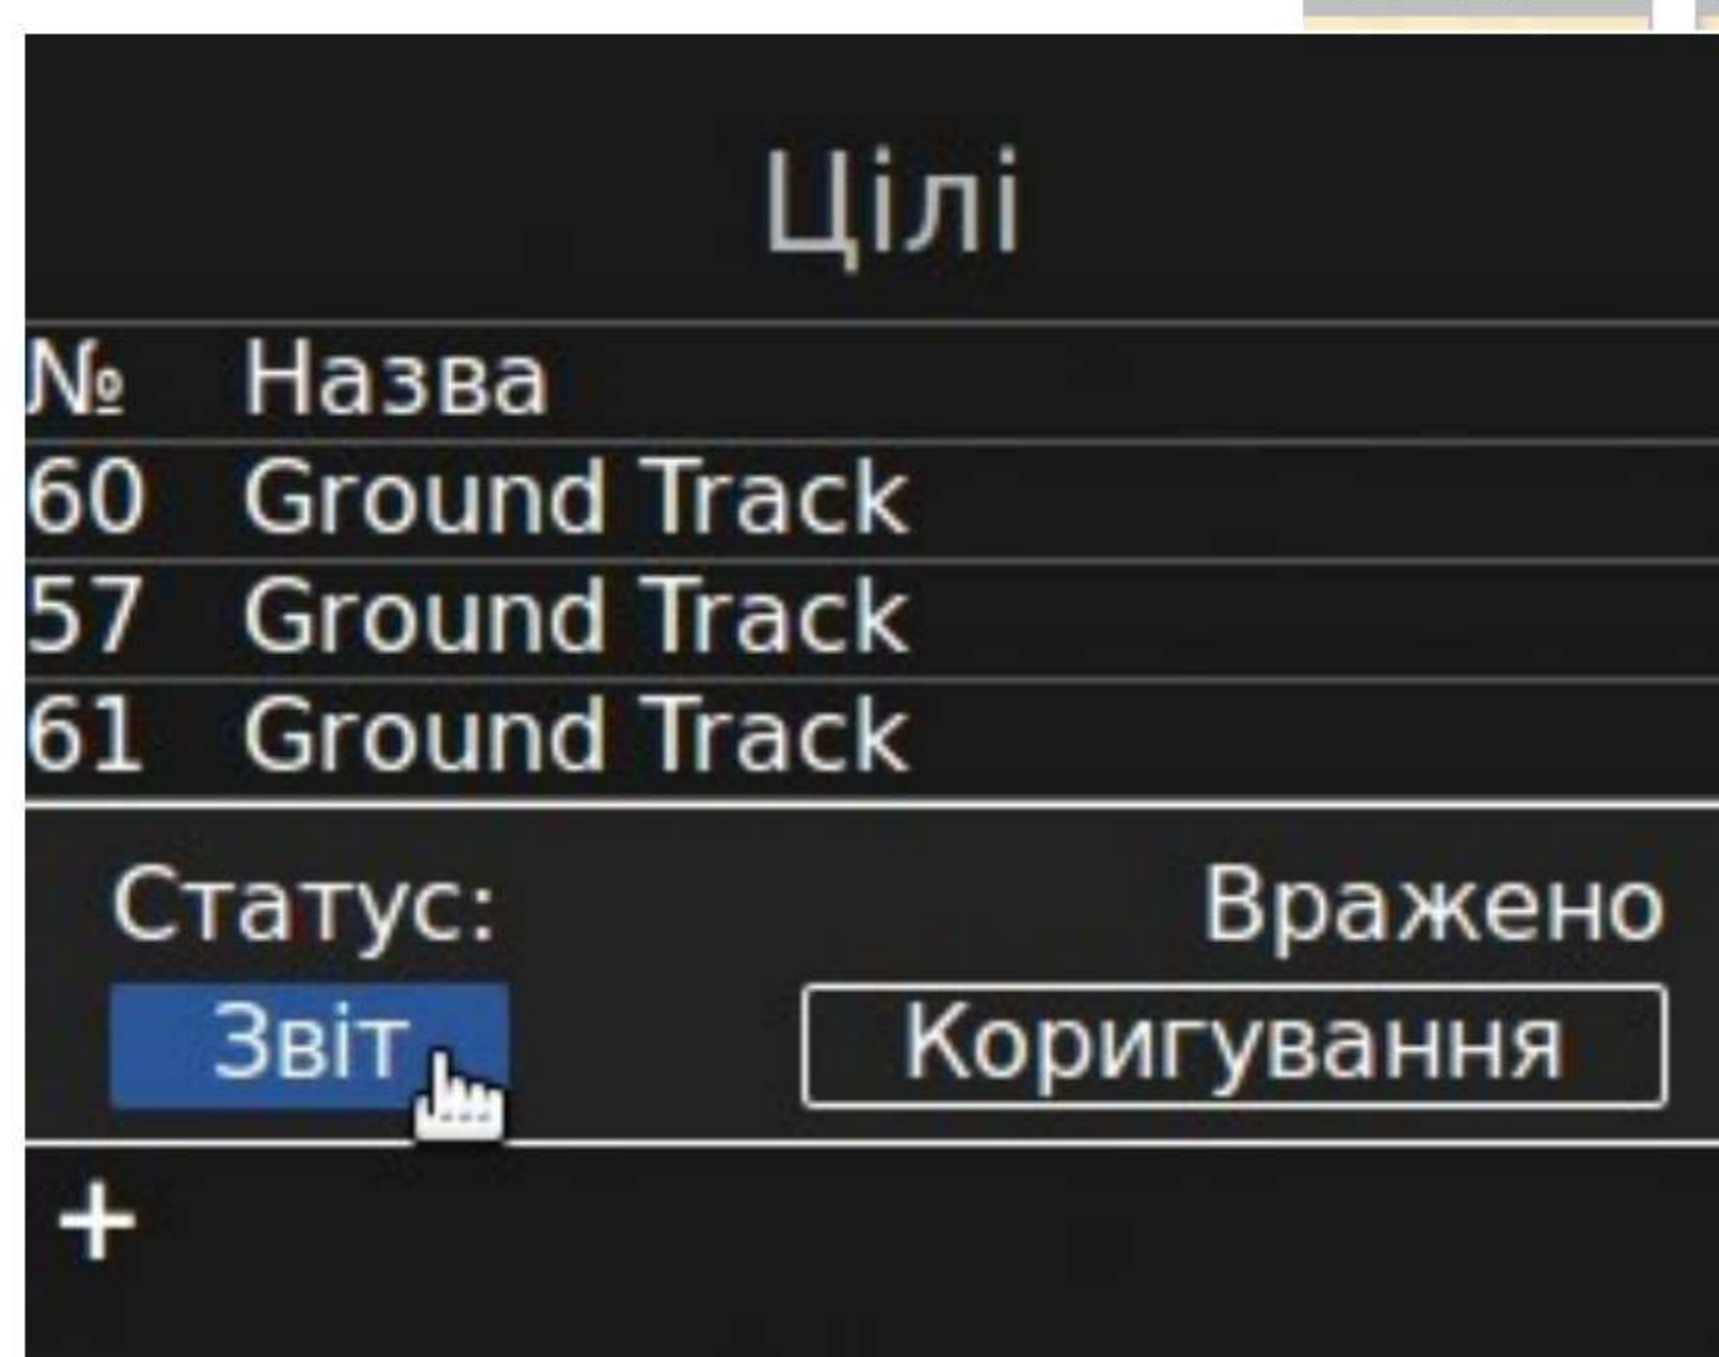 Цілі
№ Назва
60 Ground Track
57 Ground Track
61 Ground Track
Статус: Вражено
Звіт Коригування
+